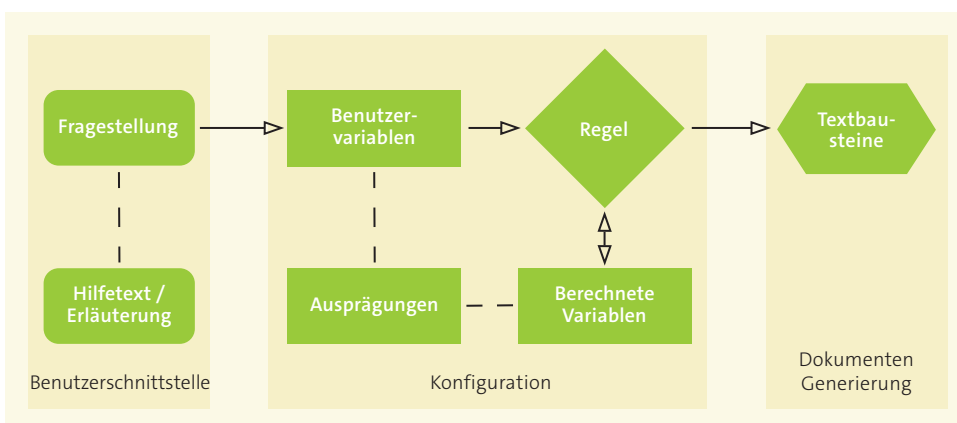 Fragestellung
Hilfetext /
Erläuterung
Benutzerschnittstelle
Benutzer-
variablen
Regel
Ausprägungen
Berechnete
Variablen
Konfiguration
Textbau-
steine
Dokumenten
Generierung